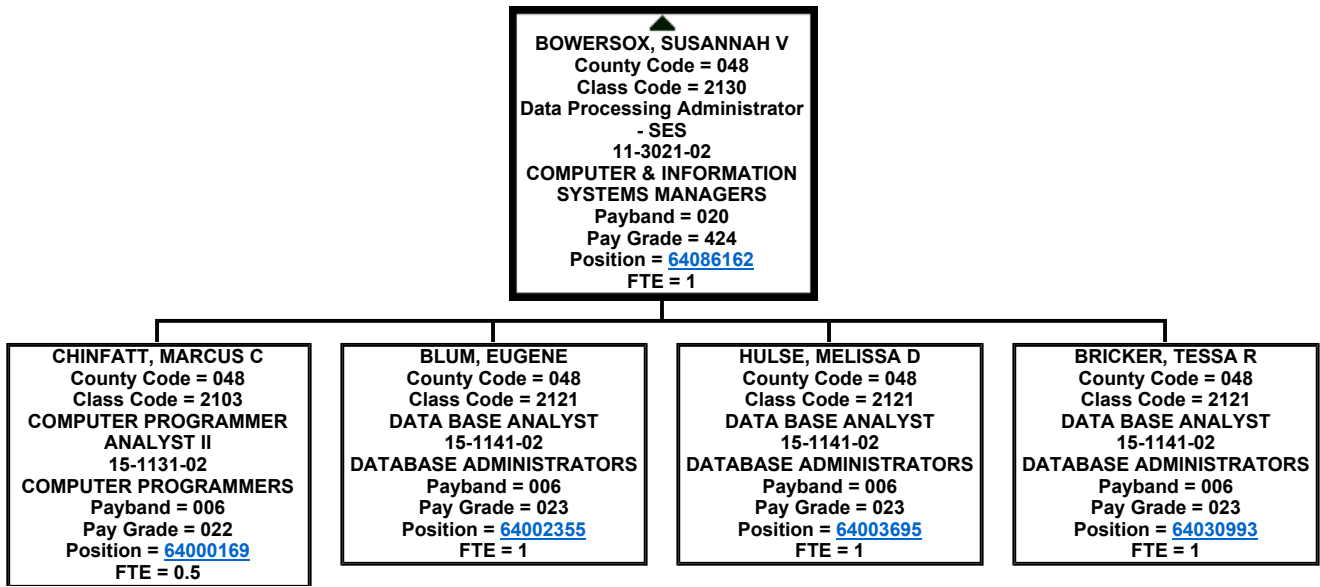 BOWERSOX, SUSANNAH V
County Code = 048
Class Code = 2130
Data Processing Administrator
- SES
11-3021-02
COMPUTER & INFORMATION
SYSTEMS MANAGERS
Payband = 020
Pay Grade = 424
Position = 64086162
FTE = 1
CHINFATT, MARCUS C
County Code = 048
Class Code = 2103
COMPUTER PROGRAMMER
ANALYST II
15-1131-02
COMPUTER PROGRAMMERS
Payband = 006
Pay Grade = 022
Position = 64000169
FTE = 0.5
BLUM, EUGENE
County Code = 048
Class Code = 2121
DATA BASE ANALYST
15-1141-02
DATABASE ADMINISTRATORS
Payband = 006
Pay Grade = 023
Position = 64002355
FTE = 1
HULSE, MELISSA D
County Code = 048
Class Code = 2121
DATA BASE ANALYST
15-1141-02
DATABASE ADMINISTRATORS
Payband = 006
Pay Grade = 023
Position = 64003695
FTE = 1
BRICKER, TESSA R
County Code = 048
Class Code = 2121
DATA BASE ANALYST
15-1141-02
DATABASE ADMINISTRATORS
Payband = 006
Pay Grade = 023
Position = 64030993
FTE = 1